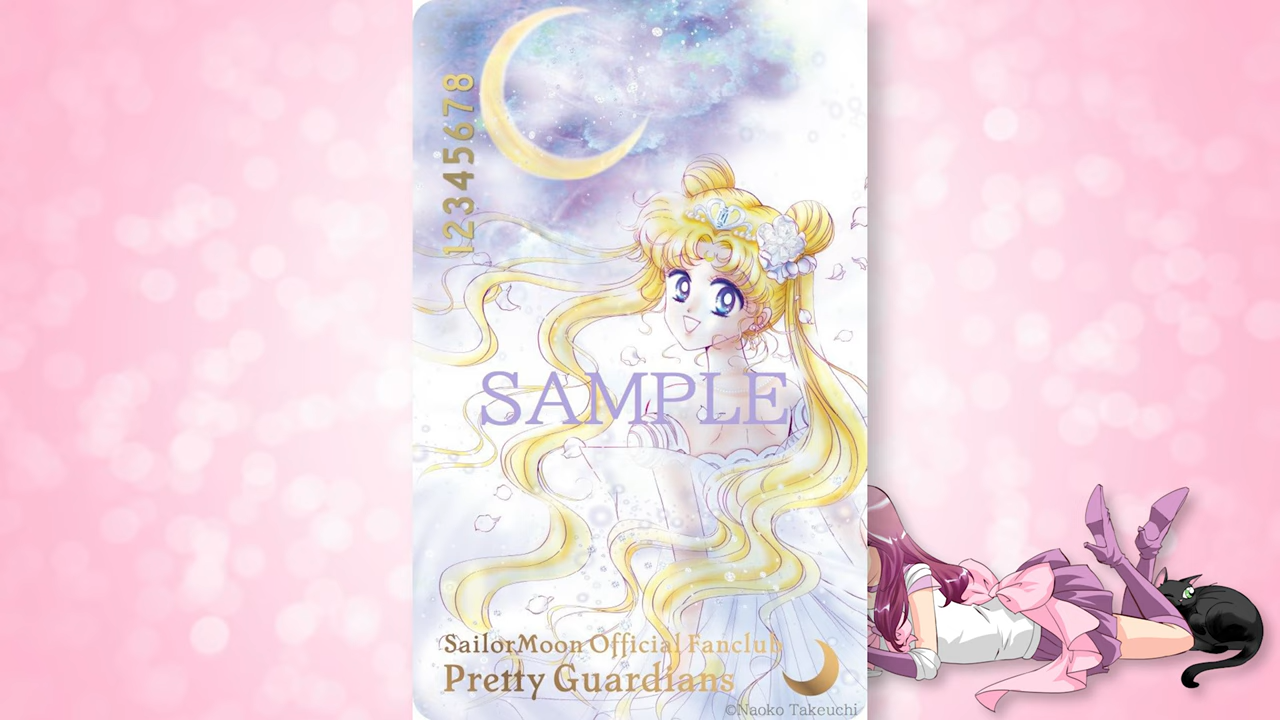 12345678
SAMPLE
SailorMoon Official Fanclub
Pretty Guardians
©Naoko Takeuchi